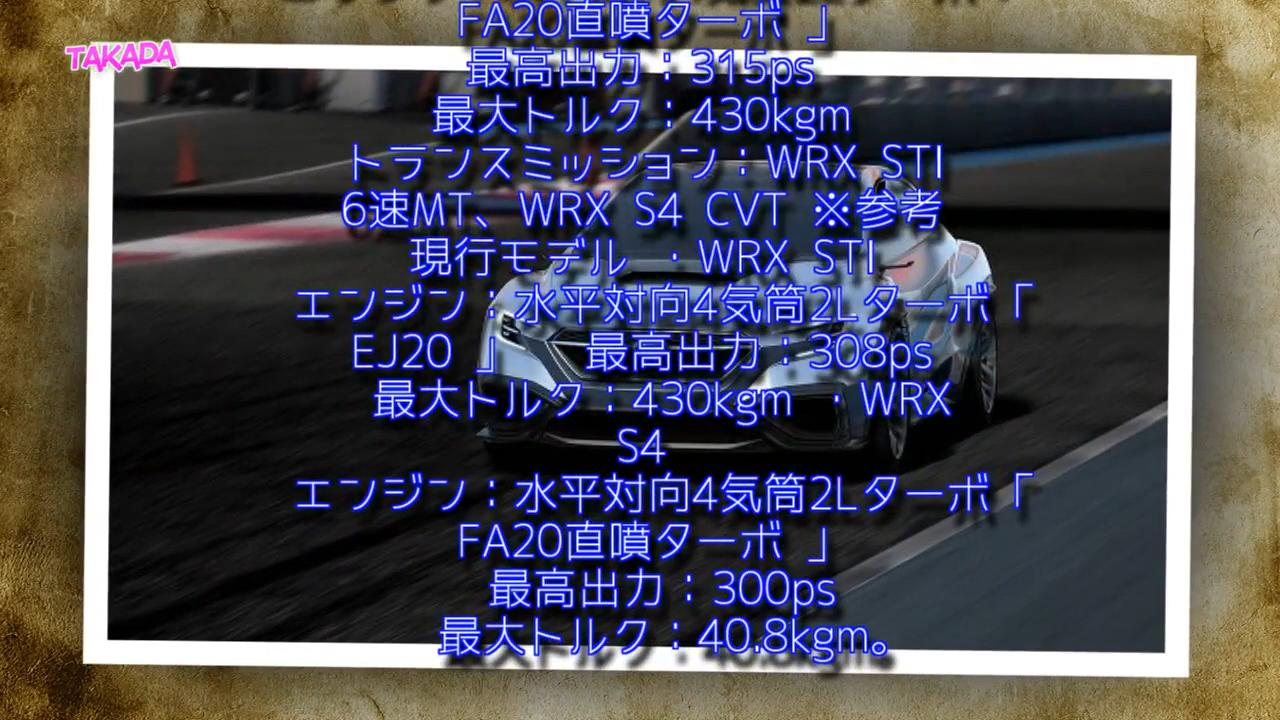 FA20直噴ターボ 」
TAKADA
最高出力：315ps
最大トルク：430kgm
トランスミッション：WRX STI
6速MT、WRX S4 CVT ※参考
現行モデル ・WRX STI
エンジン：水平対向4気筒2Lターボ「
EJ20 」 最高出力：308ps
最大トルク：430kgm ・WRX
S4
エンジン：水平対向4気筒2Lターボ「
FA20直噴ターボ 」
最高出力：300ps
最大トルク：40.8kgm。